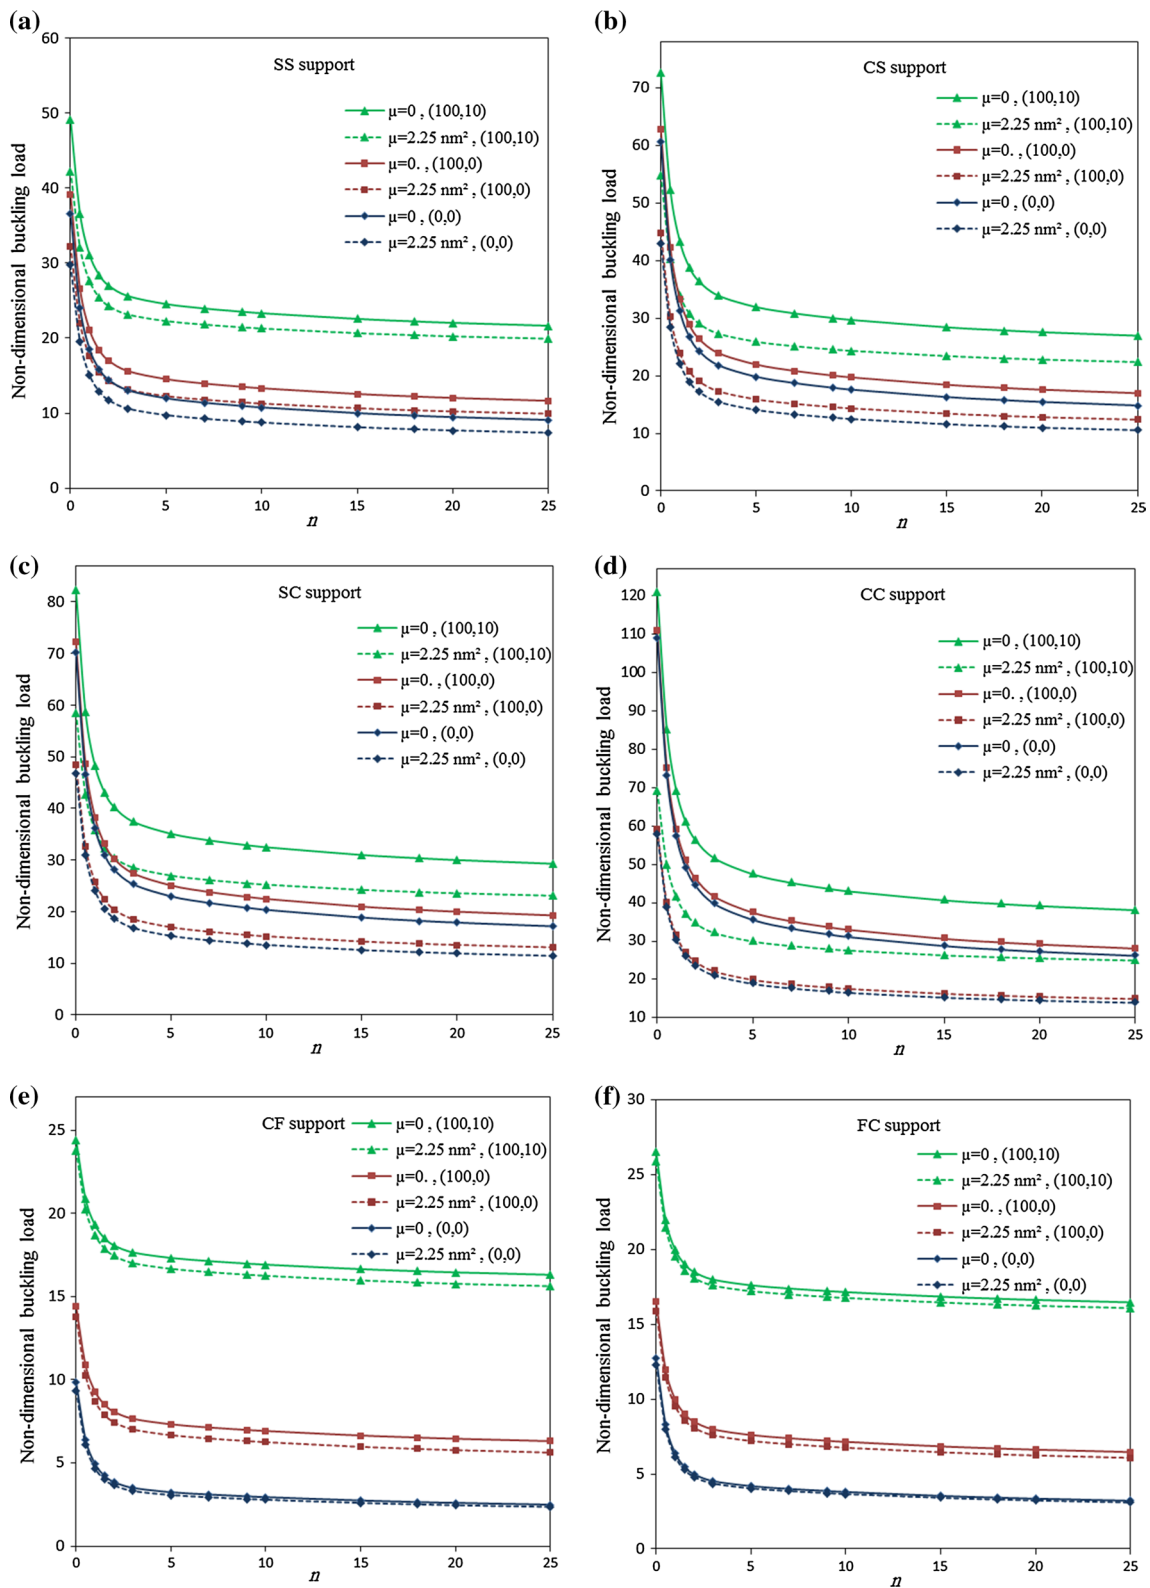 (a)
SS support
Non-dimensional buckling load
60
50
40
30
20
10
0
μ=0 , (100,10)
μ=2.25 nm² , (100,10)
μ=0. , (100,0)
μ=2.25 nm² , (100,0)
μ=0 , (0,0)
μ=2.25 nm² , (0,0)
0 5 10 15 20 25
n
(b)
CS support
Non-dimensional buckling load
70
60
50
40
30
20
10
0
μ=0 , (100,10)
μ=2.25 nm² , (100,10)
μ=0. , (100,0)
μ=2.25 nm² , (100,0)
μ=0 , (0,0)
μ=2.25 nm² , (0,0)
0 5 10 15 20 25
n
(c)
SC support
Non-dimensional buckling load
80
70
60
50
40
30
20
10
0
μ=0 , (100,10)
μ=2.25 nm² , (100,10)
μ=0. , (100,0)
μ=2.25 nm² , (100,0)
μ=0 , (0,0)
μ=2.25 nm² , (0,0)
0 5 10 15 20 25
n
(d)
CC support
Non-dimensional buckling load
120
110
100
90
80
70
60
50
40
30
20
10
μ=0 , (100,10)
μ=2.25 nm² , (100,10)
μ=0. , (100,0)
μ=2.25 nm² , (100,0)
μ=0 , (0,0)
μ=2.25 nm² , (0,0)
0 5 10 15 20 25
n
(e)
CF support
Non-dimensional buckling load
25
20
15
10
5
0
μ=0 , (100,10)
μ=2.25 nm² , (100,10)
μ=0. , (100,0)
μ=2.25 nm² , (100,0)
μ=0 , (0,0)
μ=2.25 nm² , (0,0)
0 5 10 15 20 25
n
(f)
FC support
Non-dimensional buckling load
30
25
20
15
10
5
0
μ=0 , (100,10)
μ=2.25 nm² , (100,10)
μ=0. , (100,0)
μ=2.25 nm² , (100,0)
μ=0 , (0,0)
μ=2.25 nm² , (0,0)
0 5 10 15 20 25
n